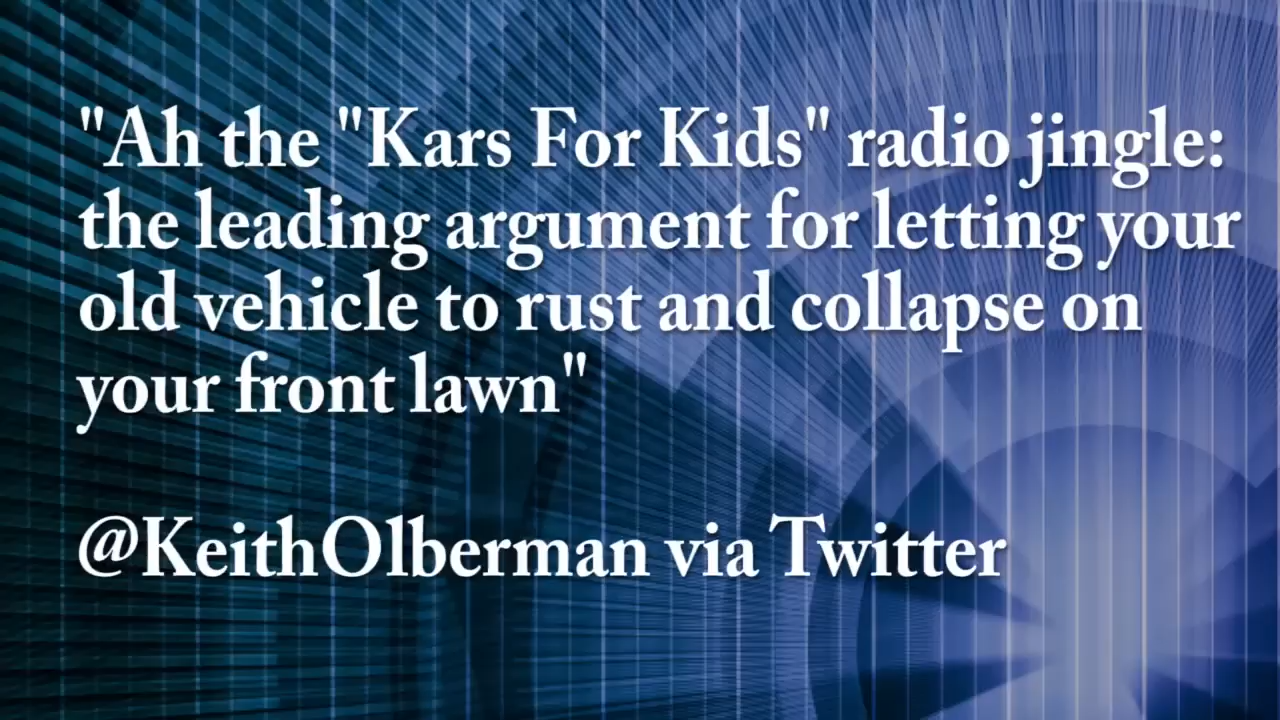 "Ah the "Kars For Kids" radio jingle:
the leading argument for letting your
old vehicle to rust and collapse on
your front lawn"
@KeithOlberman via Twitter